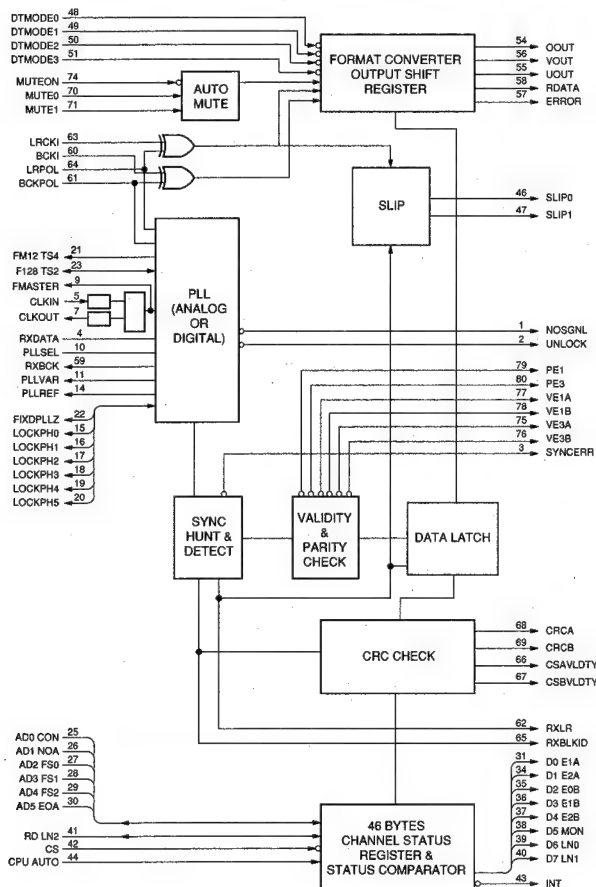 DTMODE0 48
DTMODE1 49
DTMODE2 50
DTMODE3 51
MUTEON 74
MUTE0 70
MUTE1 71
AUTO
MUTE
FORMAT CONVERTER
OUTPUT SHIFT
REGISTER
54 OOUT
56 VOUT
55 UOUT
58 RDATA
57 ERROR
LRCKI 63
BCKI 60
LRPOL 64
BCKPOL 61
SLIP
46 SLIP0
47 SLIP1
FM12 TS4 21
F128 TS2 23
FMASTER 9
CLKIN 5
CLKOUT 7
RXDATA 4
PLLSEL 10
RXBCK 59
PLLVAR 11
PLLREF 14
FIXDPLLZ 22
LOCKPH0 15
LOCKPH1 16
LOCKPH2 17
LOCKPH3 18
LOCKPH4 19
LOCKPH5 20
PLL
(ANALOG
OR
DIGITAL)
1 NOSGNL
2 UNLOCK
79 PE1
80 PE3
77 VE1A
78 VE1B
75 VE3A
76 VE3B
3 SYNCERR
SYNC
HUNT &
DETECT
VALIDITY
&
PARITY
CHECK
DATA LATCH
CRC CHECK
68 CRCA
69 CRCB
66 CSAVLDTY
67 CSBVLDTY
62 RXLR
65 RXBLKID
AD0 CON 25
AD1 NOA 26
AD2 FS0 27
AD3 FS1 28
AD4 FS2 29
AD5 EOA 30
RD LN2 41
CS 42
CPU AUTO 44
46 BYTES
CHANNEL STATUS
REGISTER &
STATUS COMPARATOR
31 D0 E1A
34 D1 E2A
35 D2 E0B
36 D3 E1B
37 D4 E2B
38 D5 MON
39 D6 LN0
40 D7 LN1
43 INT